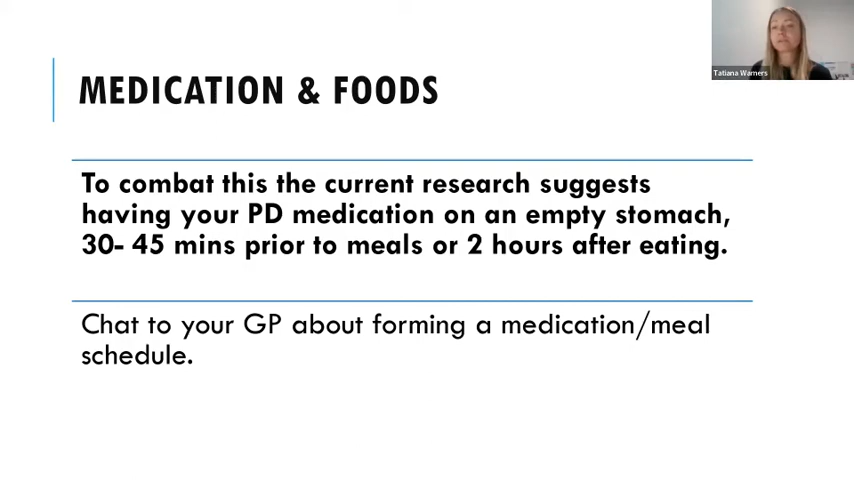 MEDICATION & FOODS
To combat this the current research suggests
having your PD medication on an empty stomach,
30- 45 mins prior to meals or 2 hours after eating.
Chat to your GP about forming a medication/meal
schedule.
Tatiana Warners